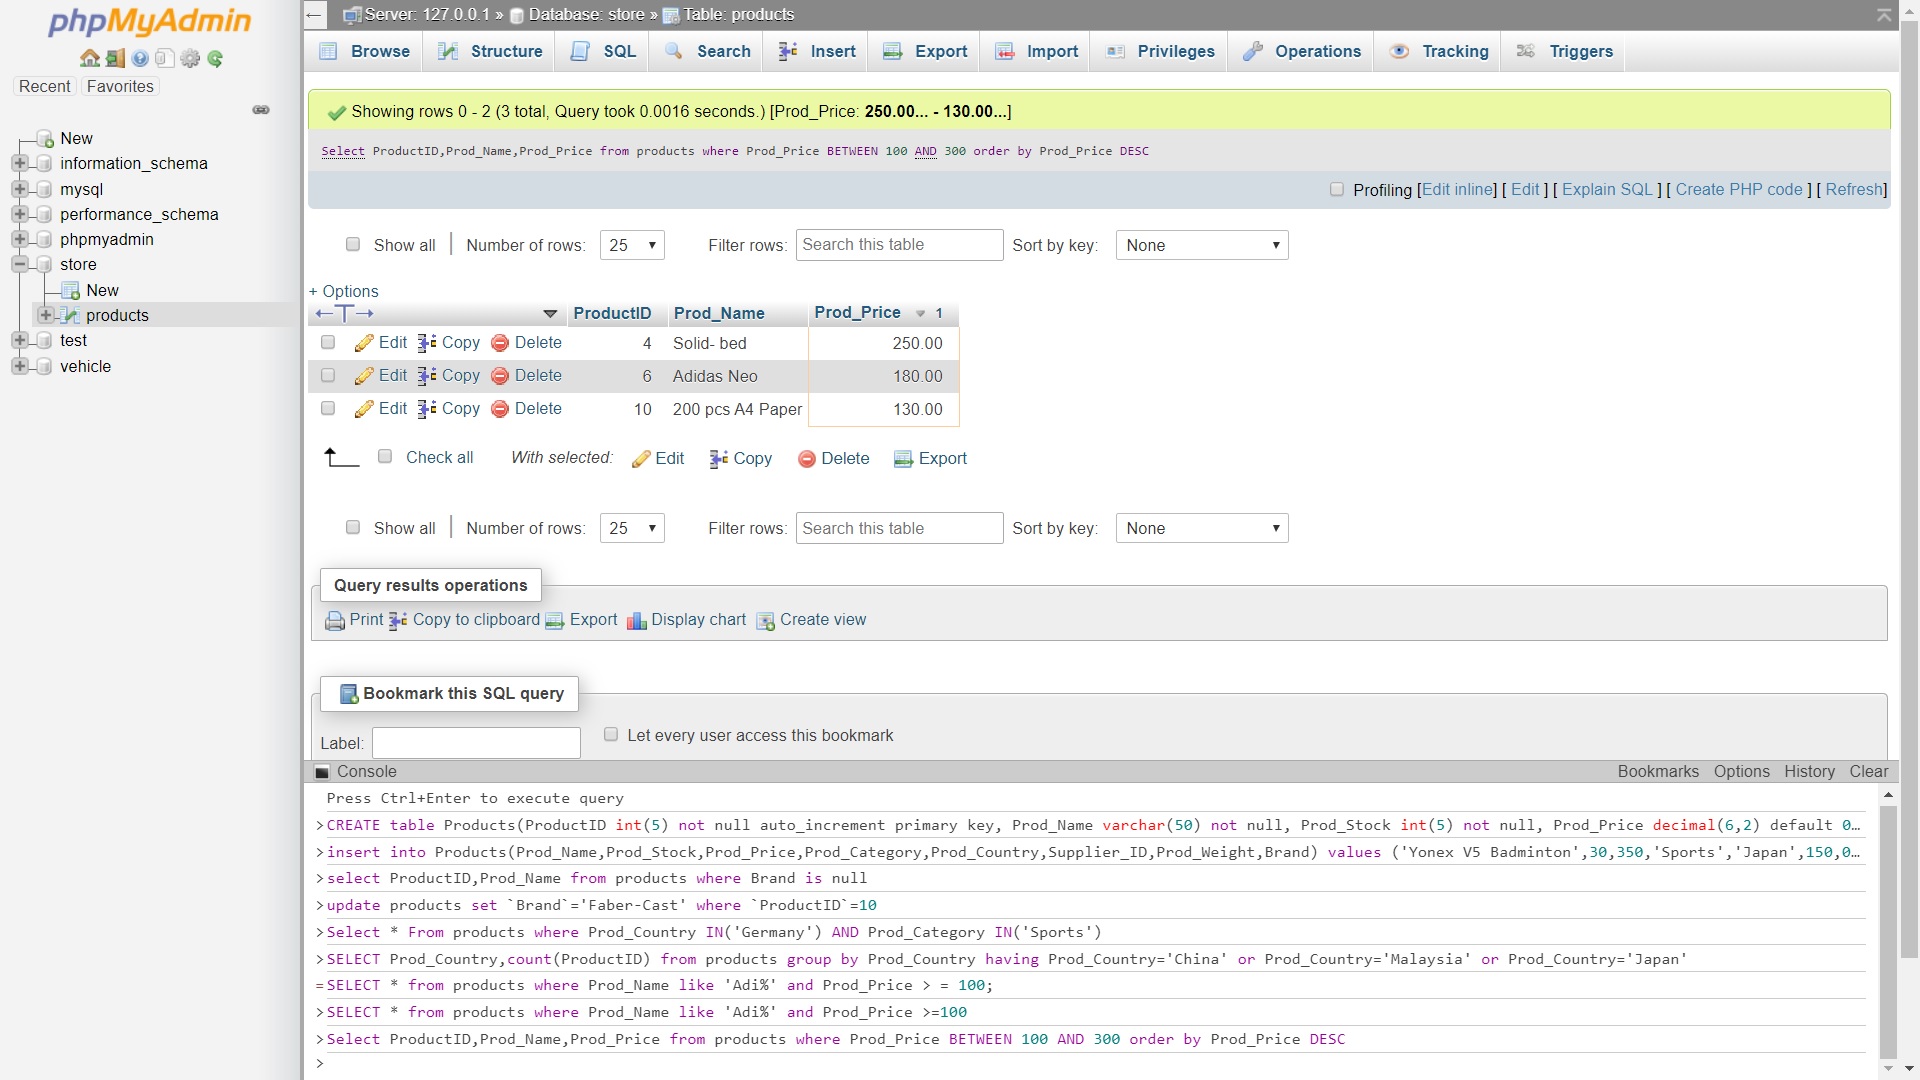 phpMyAdmin
Recent Favorites
New
information_schema
mysql
performance_schema
phpmyadmin
store
New
products
test
vehicle
Server: 127.0.0.1 » Database: store » Table: products
Browse Structure SQL Search Insert Export Import Privileges Operations Tracking Triggers
Showing rows 0 - 2 (3 total, Query took 0.0016 seconds.) [Prod_Price: 250.00... - 130.00...]
Select ProductID,Prod_Name,Prod_Price from products where Prod_Price BETWEEN 100 AND 300 order by Prod_Price DESC
Profiling [Edit inline] [ Edit ] [ Explain SQL ] [ Create PHP code ] [ Refresh]
Show all Number of rows: 25 Filter rows: Search this table Sort by key: None
+ Options
ProductID Prod_Name Prod_Price 1
Edit Copy Delete 4 Solid- bed 250.00
Edit Copy Delete 6 Adidas Neo 180.00
Edit Copy Delete 10 200 pcs A4 Paper 130.00
Check all With selected: Edit Copy Delete Export
Show all Number of rows: 25 Filter rows: Search this table Sort by key: None
Query results operations
Print Copy to clipboard Export Display chart Create view
Bookmark this SQL query
Label: Let every user access this bookmark
Console Bookmarks Options History Clear
Press Ctrl+Enter to execute query
>CREATE table Products(ProductID int(5) not null auto_increment primary key, Prod_Name varchar(50) not null, Prod_Stock int(5) not null, Prod_Price decimal(6,2) default 0…
>insert into Products(Prod_Name,Prod_Stock,Prod_Price,Prod_Category,Prod_Country,Supplier_ID,Prod_Weight,Brand) values ('Yonex V5 Badminton',30,350,'Sports','Japan',150,0…
>select ProductID,Prod_Name from products where Brand is null
>update products set `Brand`='Faber-Cast' where `ProductID`=10
>Select * From products where Prod_Country IN('Germany') AND Prod_Category IN('Sports')
>SELECT Prod_Country,count(ProductID) from products group by Prod_Country having Prod_Country='China' or Prod_Country='Malaysia' or Prod_Country='Japan'
=SELECT * from products where Prod_Name like 'Adi%' and Prod_Price > = 100;
>SELECT * from products where Prod_Name like 'Adi%' and Prod_Price >=100
>Select ProductID,Prod_Name,Prod_Price from products where Prod_Price BETWEEN 100 AND 300 order by Prod_Price DESC
>